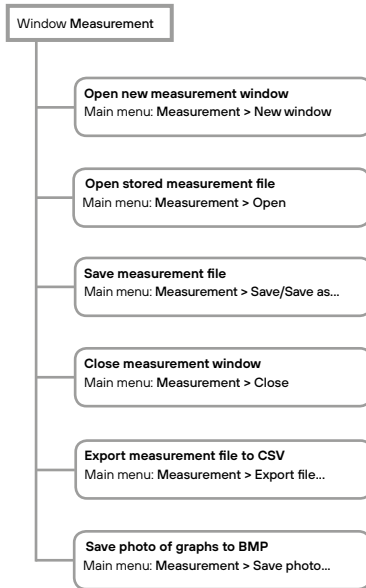 Window Measurement
Open new measurement window
Main menu: Measurement > New window
Open stored measurement file
Main menu: Measurement > Open
Save measurement file
Main menu: Measurement > Save/Save as...
Close measurement window
Main menu: Measurement > Close
Export measurement file to CSV
Main menu: Measurement > Export file...
Save photo of graphs to BMP
Main menu: Measurement > Save photo...